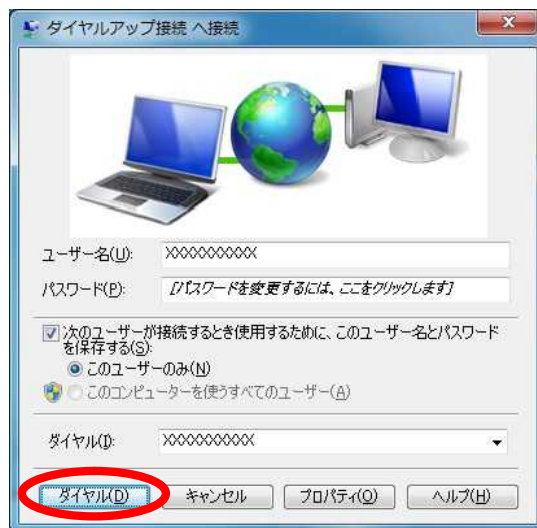 ダイヤルアップ接続 へ接続
ユーザー名(U): XXXXXXXXXXX
パスワード(P): [パスワードを変更するには、ここをクリックします]
次のユーザーが接続するとき使用するために、このユーザー名とパスワード
を保存する(S):
このユーザーのみ(N)
このコンピューターを使うすべてのユーザー(A)
ダイヤル(I): XXXXXXXXXXX
ダイヤル(D) キャンセル プロパティ(O) ヘルプ(H)